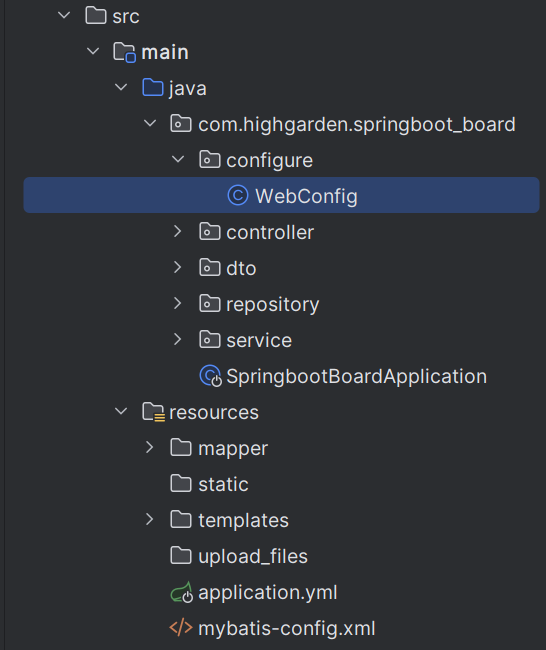 src
main
java
com.highgarden.springboot_board
configure
WebConfig
controller
dto
repository
service
SpringbootBoardApplication
resources
mapper
static
templates
upload_files
application.yml
mybatis-config.xml